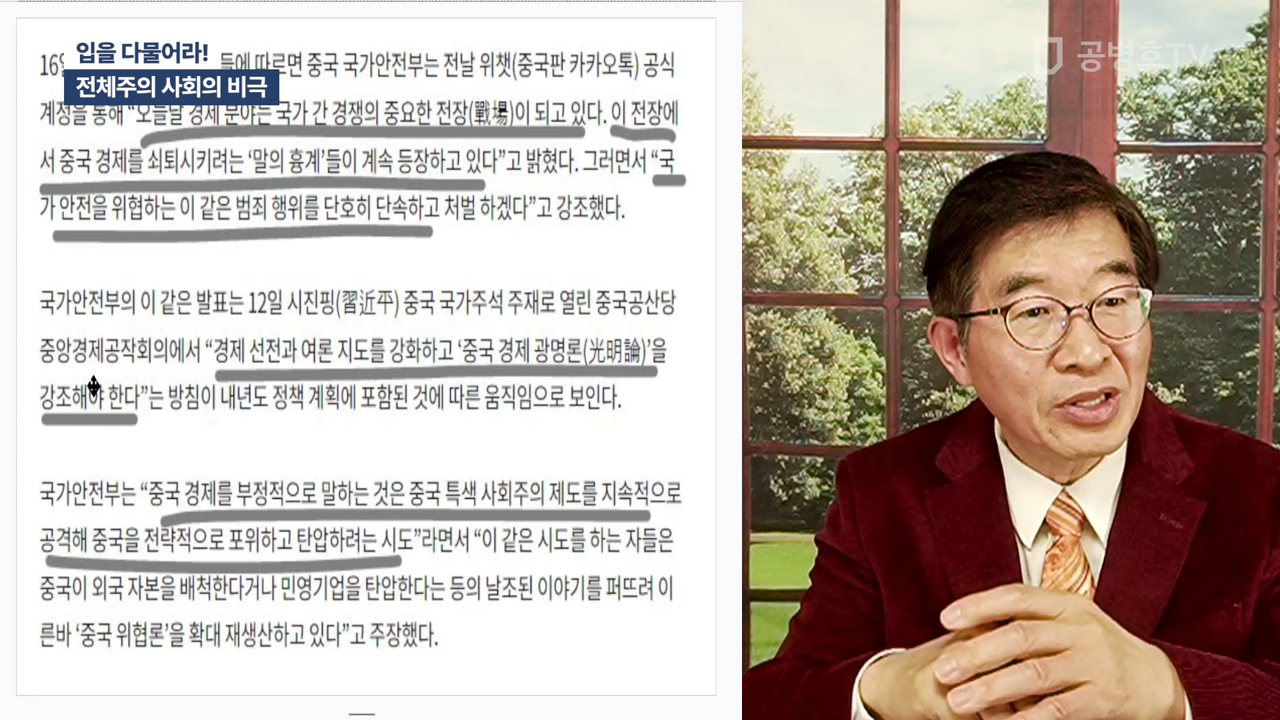 입을 다물어라!
전체주의 사회의 비극
공병호TV
16 들에 따르면 중국 국가안전부는 전날 위챗(중국판 카카오톡) 공식
계정을 통해 “오늘날 경제 분야는 국가 간 경쟁의 중요한 전장(戰場)이 되고 있다. 이 전장에
서 중국 경제를 쇠퇴시키려는 ‘말의 흉계’들이 계속 등장하고 있다”고 밝혔다. 그러면서 “국
가 안전을 위협하는 이 같은 범죄 행위를 단호히 단속하고 처벌 하겠다”고 강조했다.
국가안전부의 이 같은 발표는 12일 시진핑(習近平) 중국 국가주석 주재로 열린 중국공산당
중앙경제공작회의에서 “경제 선전과 여론 지도를 강화하고 ‘중국 경제 광명론(光明論)’을
강조해야 한다”는 방침이 내년도 정책 계획에 포함된 것에 따른 움직임으로 보인다.
국가안전부는 “중국 경제를 부정적으로 말하는 것은 중국 특색 사회주의 제도를 지속적으로
공격해 중국을 전략적으로 포위하고 탄압하려는 시도”라면서 “이 같은 시도를 하는 자들은
중국이 외국 자본을 배척한다거나 민영기업을 탄압한다는 등의 날조된 이야기를 퍼뜨려 이
른바 ‘중국 위협론’을 확대 재생산하고 있다”고 주장했다.